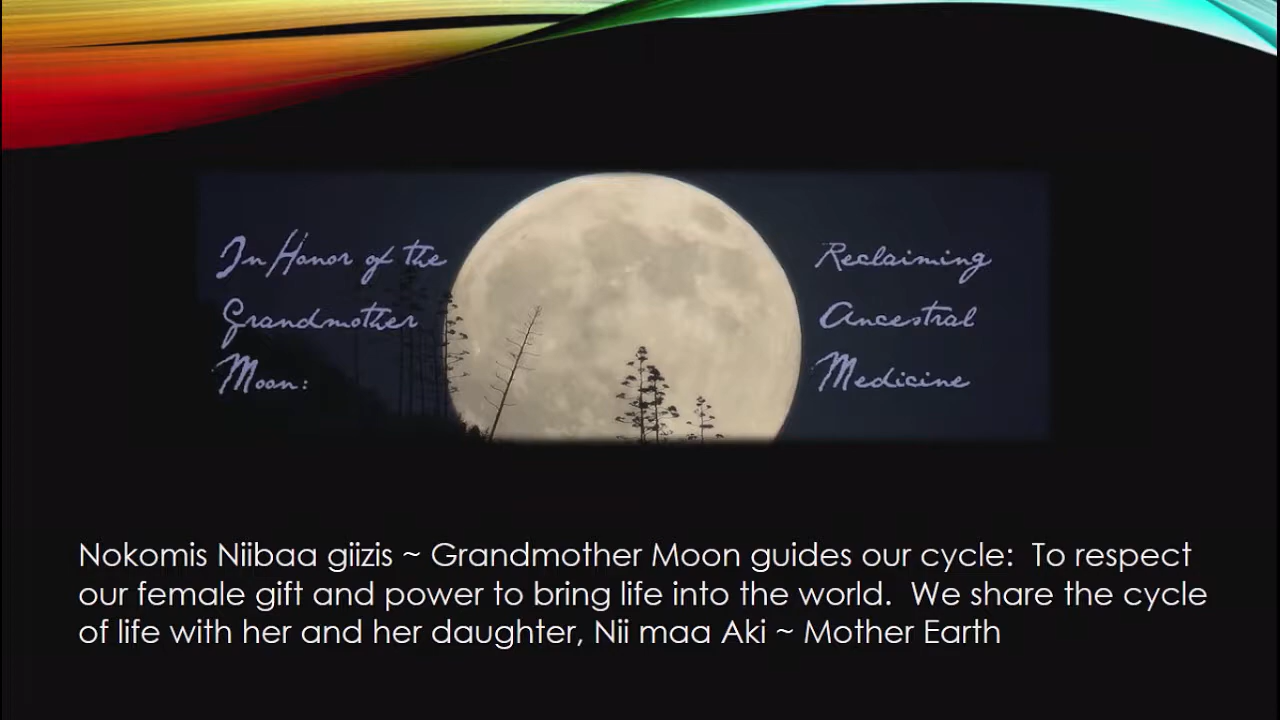 In Honor of the
Grandmother
Moon:
Reclaiming
Ancestral
Medicine
Nokomis Niibaa giizis ~ Grandmother Moon guides our cycle: To respect
our female gift and power to bring life into the world. We share the cycle
of life with her and her daughter, Nii maa Aki ~ Mother Earth